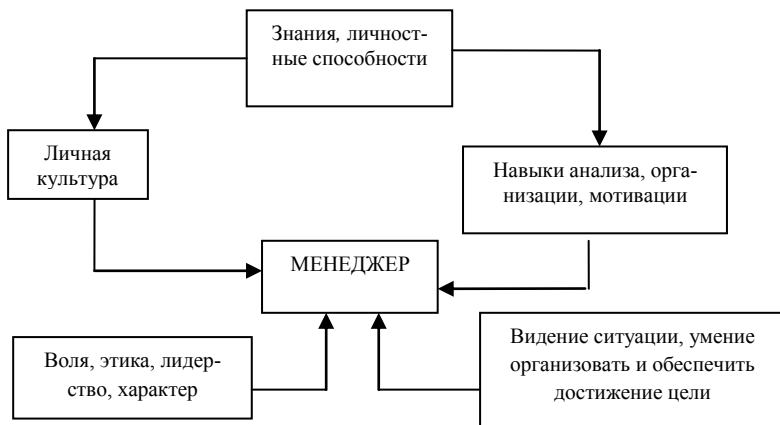 Знания, личност-
ные способности
Личная
культура
Навыки анализа, орга-
низации, мотивации
МЕНЕДЖЕР
Воля, этика, лидер-
ство, характер
Видение ситуации, умение
организовать и обеспечить
достижение цели